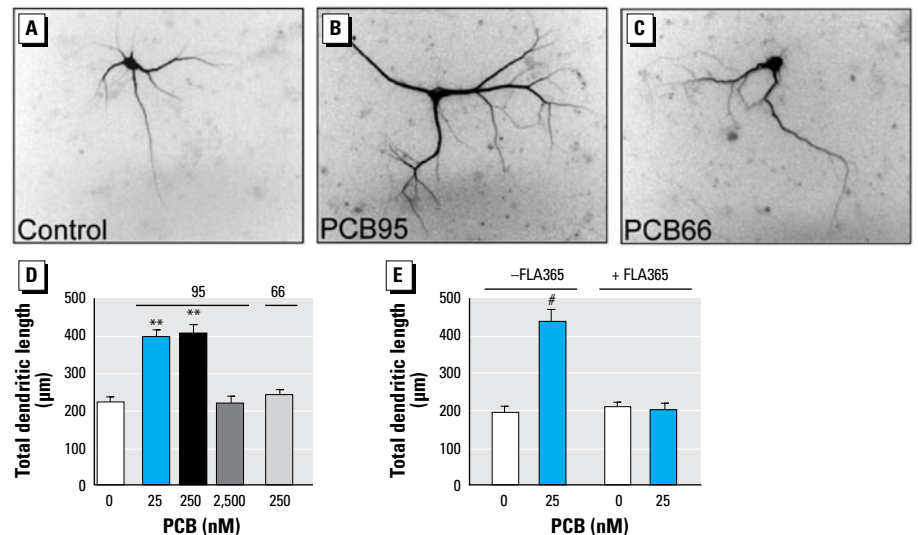 A
Control
B
PCB95
C
PCB66
D
95 66
Total dendritic length
(µm)
500
400
300
200
100
0
** **
0 25 250 2,500 250
PCB (nM)
E
–FLA365 + FLA365
Total dendritic length
(µm)
500
400
300
200
100
0
#
0 25 0 25
PCB (nM)